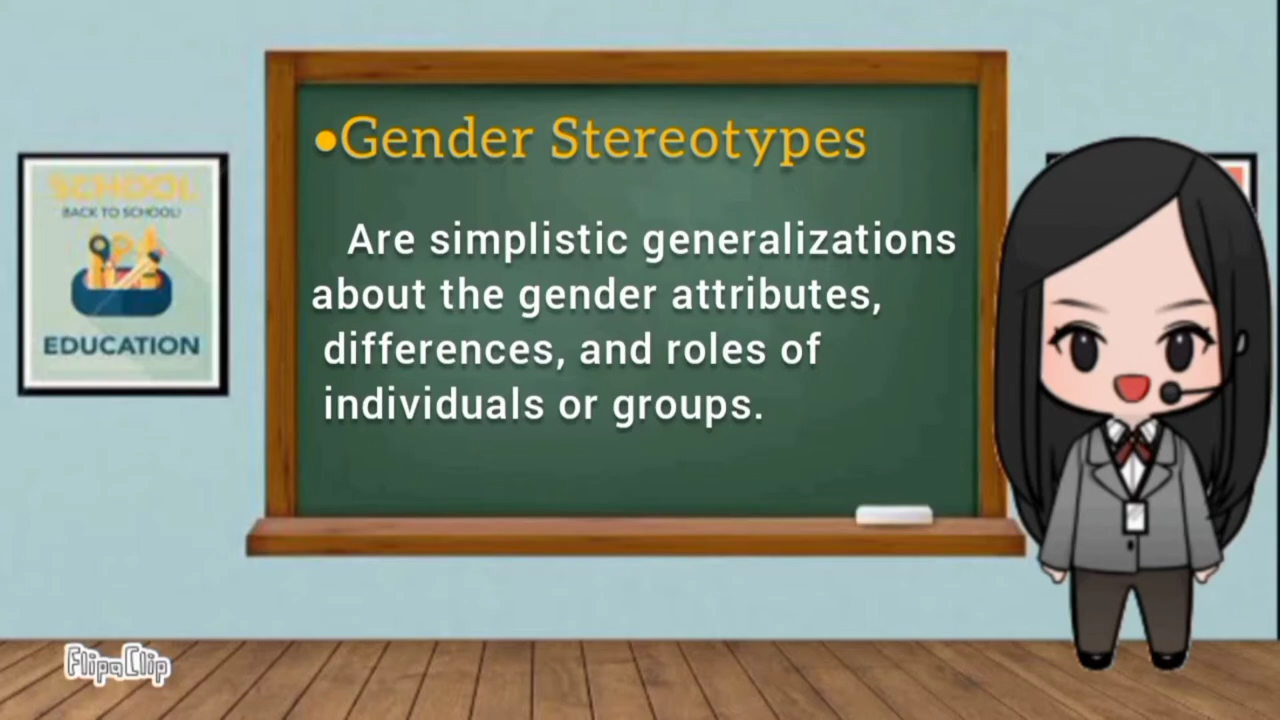 •Gender Stereotypes
Are simplistic generalizations
about the gender attributes,
differences, and roles of
individuals or groups.
SCHOOL
BACK TO SCHOOL!
EDUCATION
FlipaClip